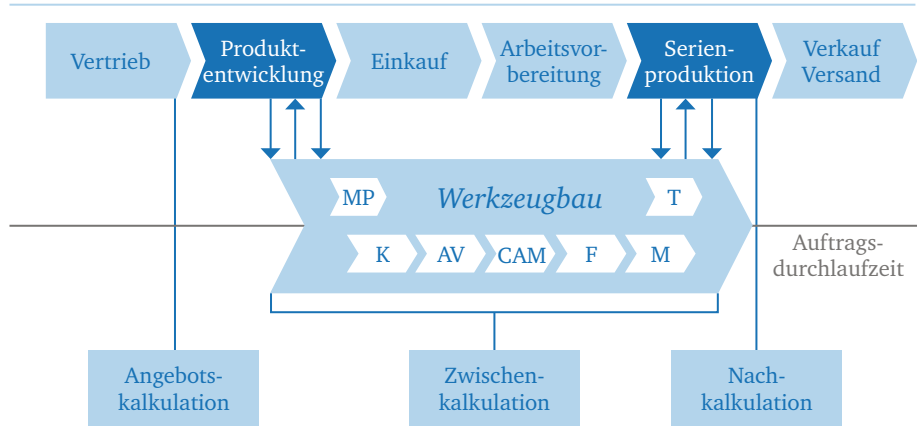 Vertrieb
Produkt-
entwicklung
Einkauf
Arbeitsvor-
bereitung
Serien-
produktion
Verkauf
Versand
MP
Werkzeugbau
T
K
AV
CAM
F
M
Auftrags-
durchlaufzeit
Angebots-
kalkulation
Zwischen-
kalkulation
Nach-
kalkulation